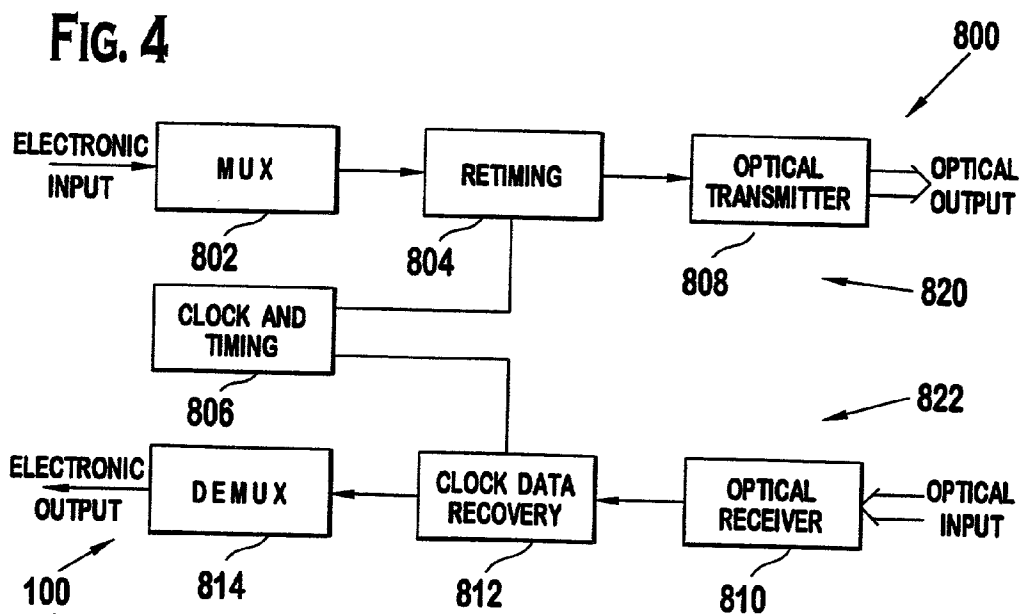 FIG. 4
800
ELECTRONIC
INPUT
MUX
RETIMING
OPTICAL
TRANSMITTER
OPTICAL
OUTPUT
802
804
808
820
CLOCK AND
TIMING
806
822
ELECTRONIC
OUTPUT
DEMUX
CLOCK DATA
RECOVERY
OPTICAL
RECEIVER
OPTICAL
INPUT
100
814
812
810